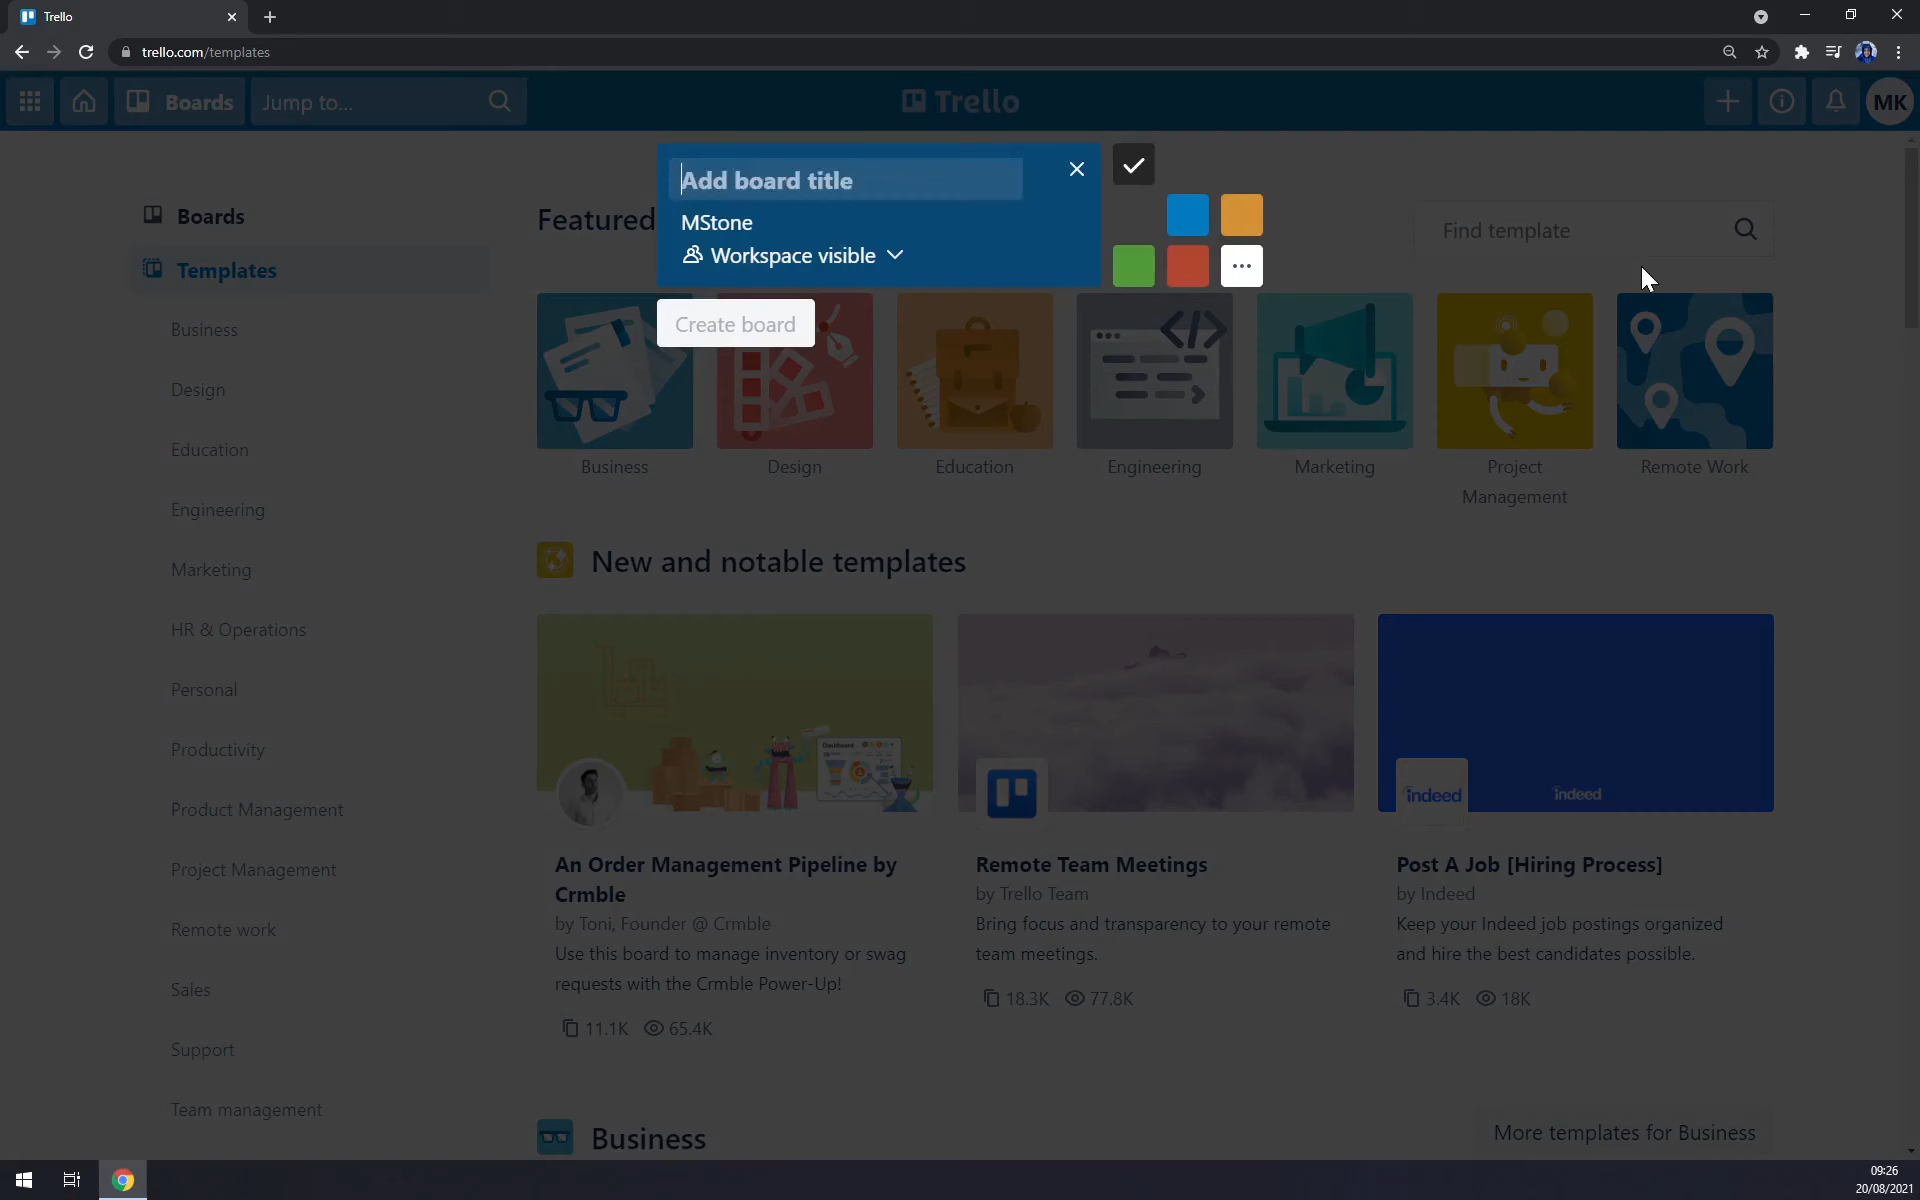 Trello
trello.com/templates
Boards
Jump to...
Trello
MK
Add board title
MStone
Workspace visible
Create board
Boards
Templates
Business
Design
Education
Engineering
Marketing
HR & Operations
Personal
Productivity
Product Management
Project Management
Remote work
Sales
Support
Team management
Featured
Find template
Business
Design
Education
Engineering
Marketing
Project
Management
Remote Work
New and notable templates
Dashboard
indeed
indeed
An Order Management Pipeline by
Crmble
by Toni, Founder @ Crmble
Use this board to manage inventory or swag
requests with the Crmble Power-Up!
11.1K 65.4K
Remote Team Meetings
by Trello Team
Bring focus and transparency to your remote
team meetings.
18.3K 77.8K
Post A Job [Hiring Process]
by Indeed
Keep your Indeed job postings organized
and hire the best candidates possible.
3.4K 18K
Business
More templates for Business
09:26
20/08/2021